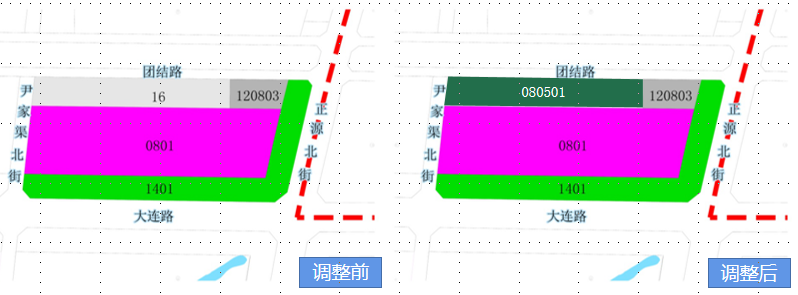 团结路
尹家渠北街
16
120803
正源北街
0801
1401
大连路
调整前
团结路
尹家渠北街
080501
120803
正源北街
0801
1401
大连路
调整后